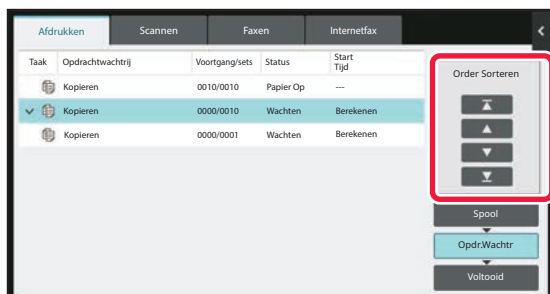 Afdrukken Scannen Faxen Internetfax
Taak Opdrachtwachtrij Voortgang/sets Status Start Tijd
Kopieren 0010/0010 Papier Op ---
Kopieren 0000/0010 Wachten Berekenen
Kopieren 0000/0001 Wachten Berekenen
Order Sorteren
Spool
Opdr.Wachtr
Voltooid